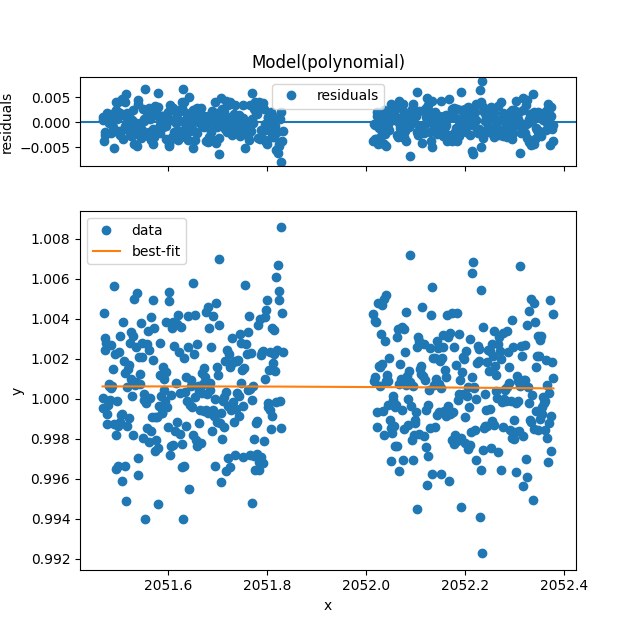 Model(polynomial)
residuals
0.005
0.000
−0.005
residuals
y
1.008
1.006
1.004
1.002
1.000
0.998
0.996
0.994
0.992
data
best-fit
2051.6
2051.8
2052.0
2052.2
2052.4
x